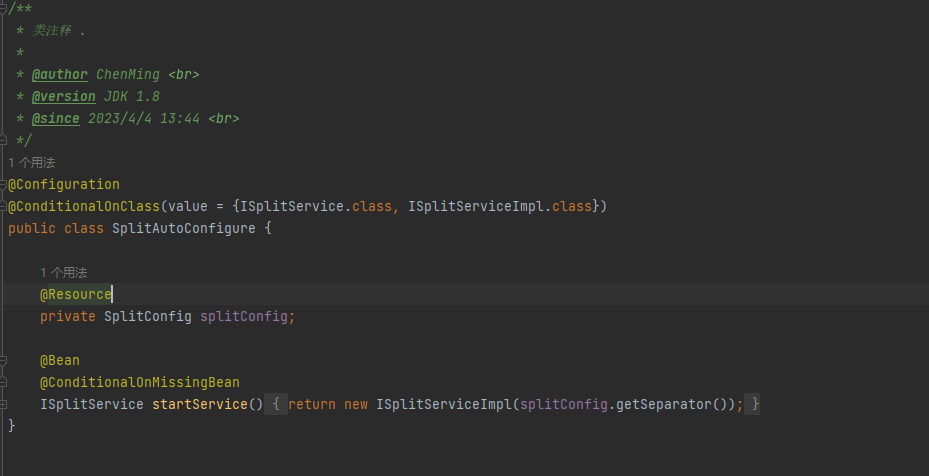 /**
 * 类注释 .
 *
 * @author ChenMing <br>
 * @version JDK 1.8
 * @since 2023/4/4 13:44 <br>
 */
1 个用法
@Configuration
@ConditionalOnClass(value = {ISplitService.class, ISplitServiceImpl.class})
public class SplitAutoConfigure {
1 个用法
@Resource
private SplitConfig splitConfig;
@Bean
@ConditionalOnMissingBean
ISplitService startService() { return new ISplitServiceImpl(splitConfig.getSeparator()); }
}